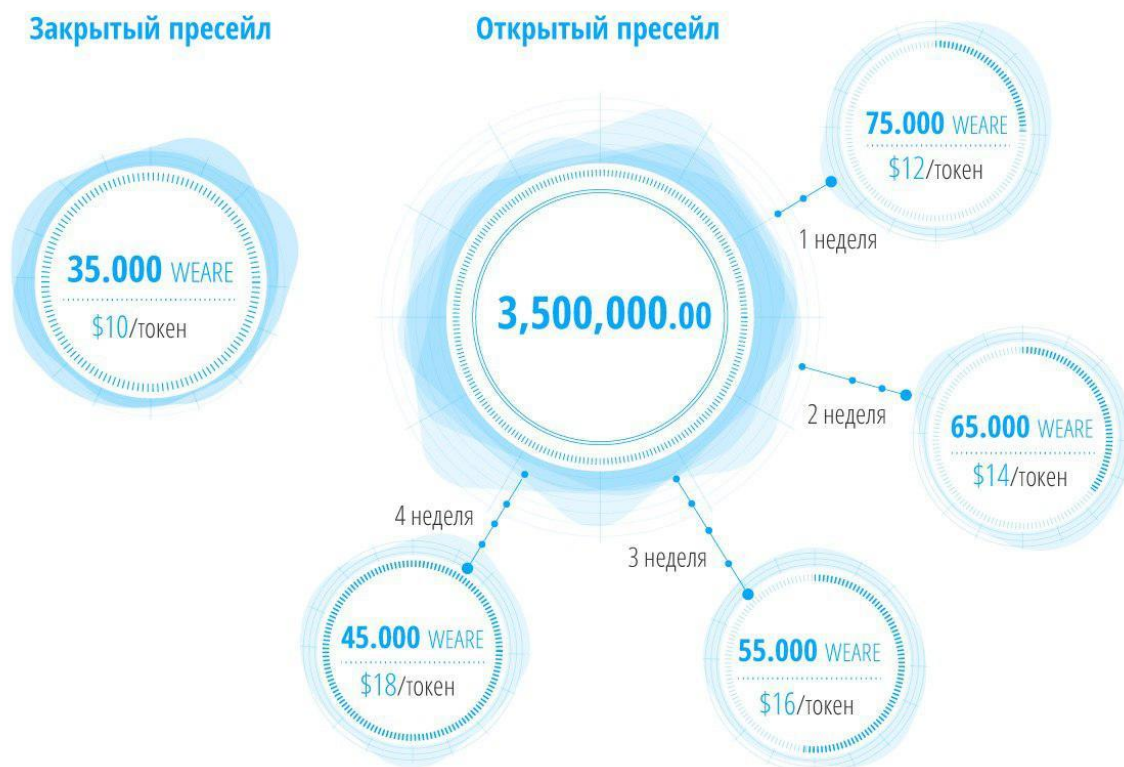 Закрытый пресейл
Открытый пресейл
35.000 WEARE
$10/токен
3,500,000.00
1 неделя
75.000 WEARE
$12/токен
2 неделя
65.000 WEARE
$14/токен
3 неделя
55.000 WEARE
$16/токен
4 неделя
45.000 WEARE
$18/токен